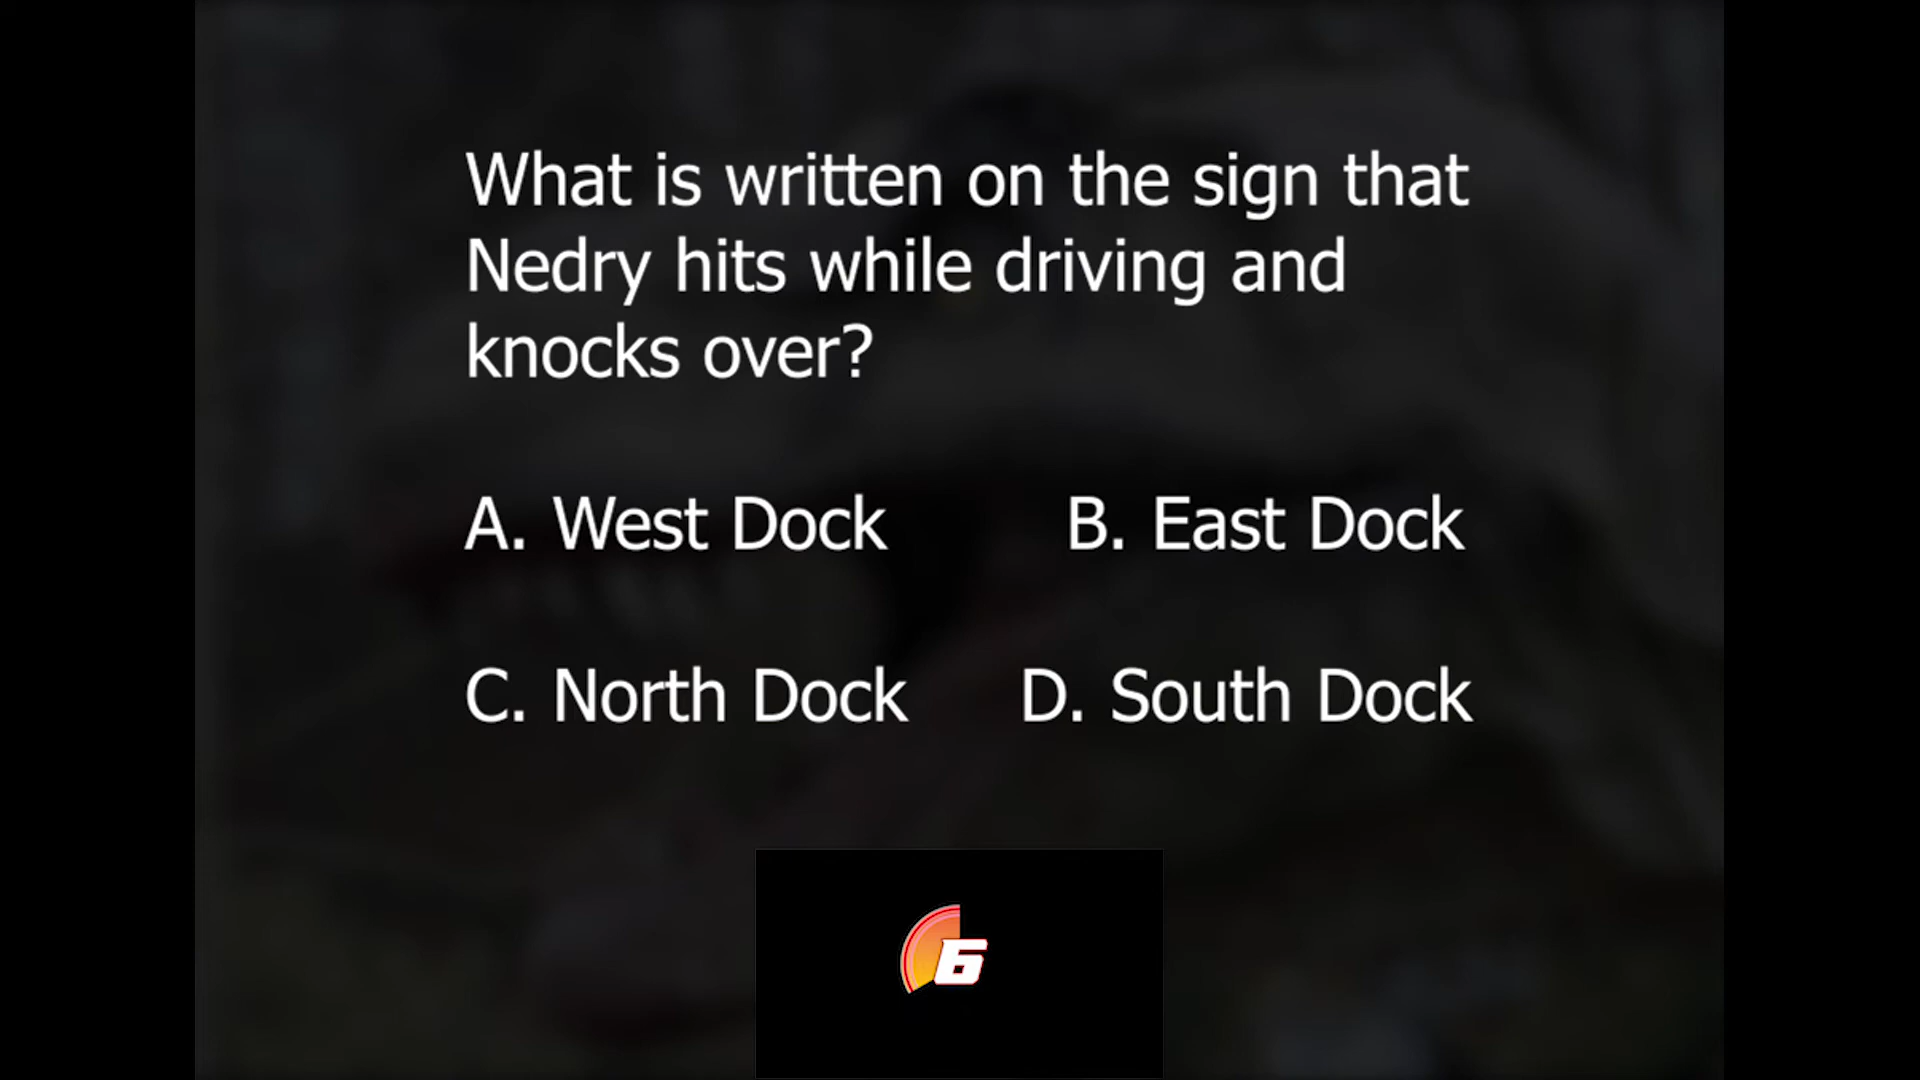 What is written on the sign that
Nedry hits while driving and
knocks over?
A. West Dock B. East Dock
C. North Dock D. South Dock
6